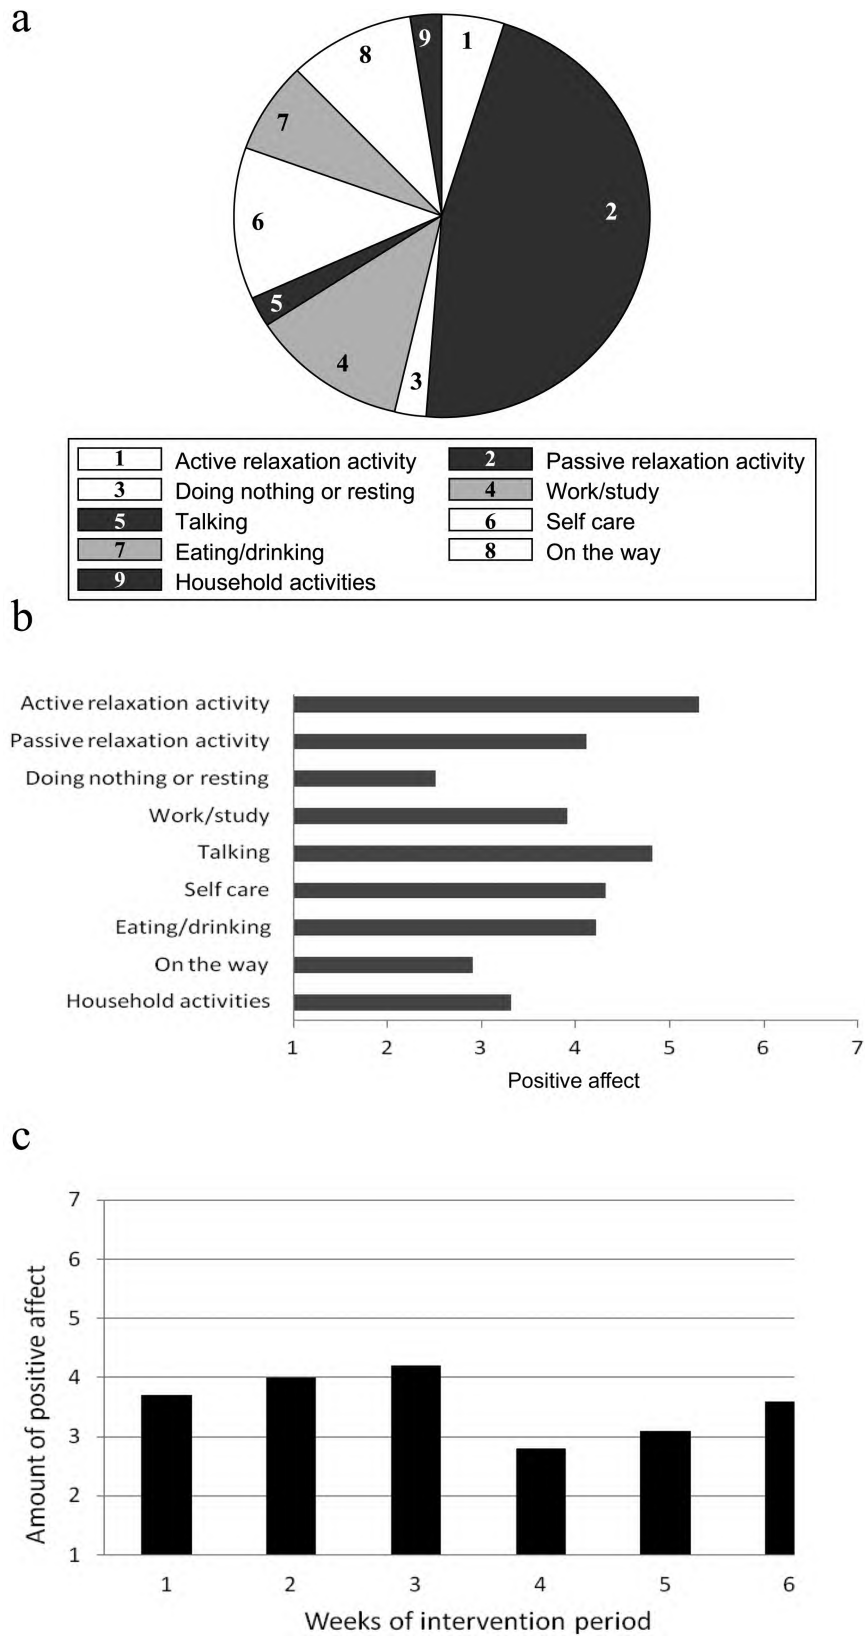 a
9
1
8
7
2
6
5
4
3
1 Active relaxation activity 2 Passive relaxation activity
3 Doing nothing or resting 4 Work/study
5 Talking 6 Self care
7 Eating/drinking 8 On the way
9 Household activities
b
Active relaxation activity
Passive relaxation activity
Doing nothing or resting
Work/study
Talking
Self care
Eating/drinking
On the way
Household activities
1 2 3 4 5 6 7
Positive affect
c
7
6
5
4
3
2
1
Amount of positive affect
1 2 3 4 5 6
Weeks of intervention period